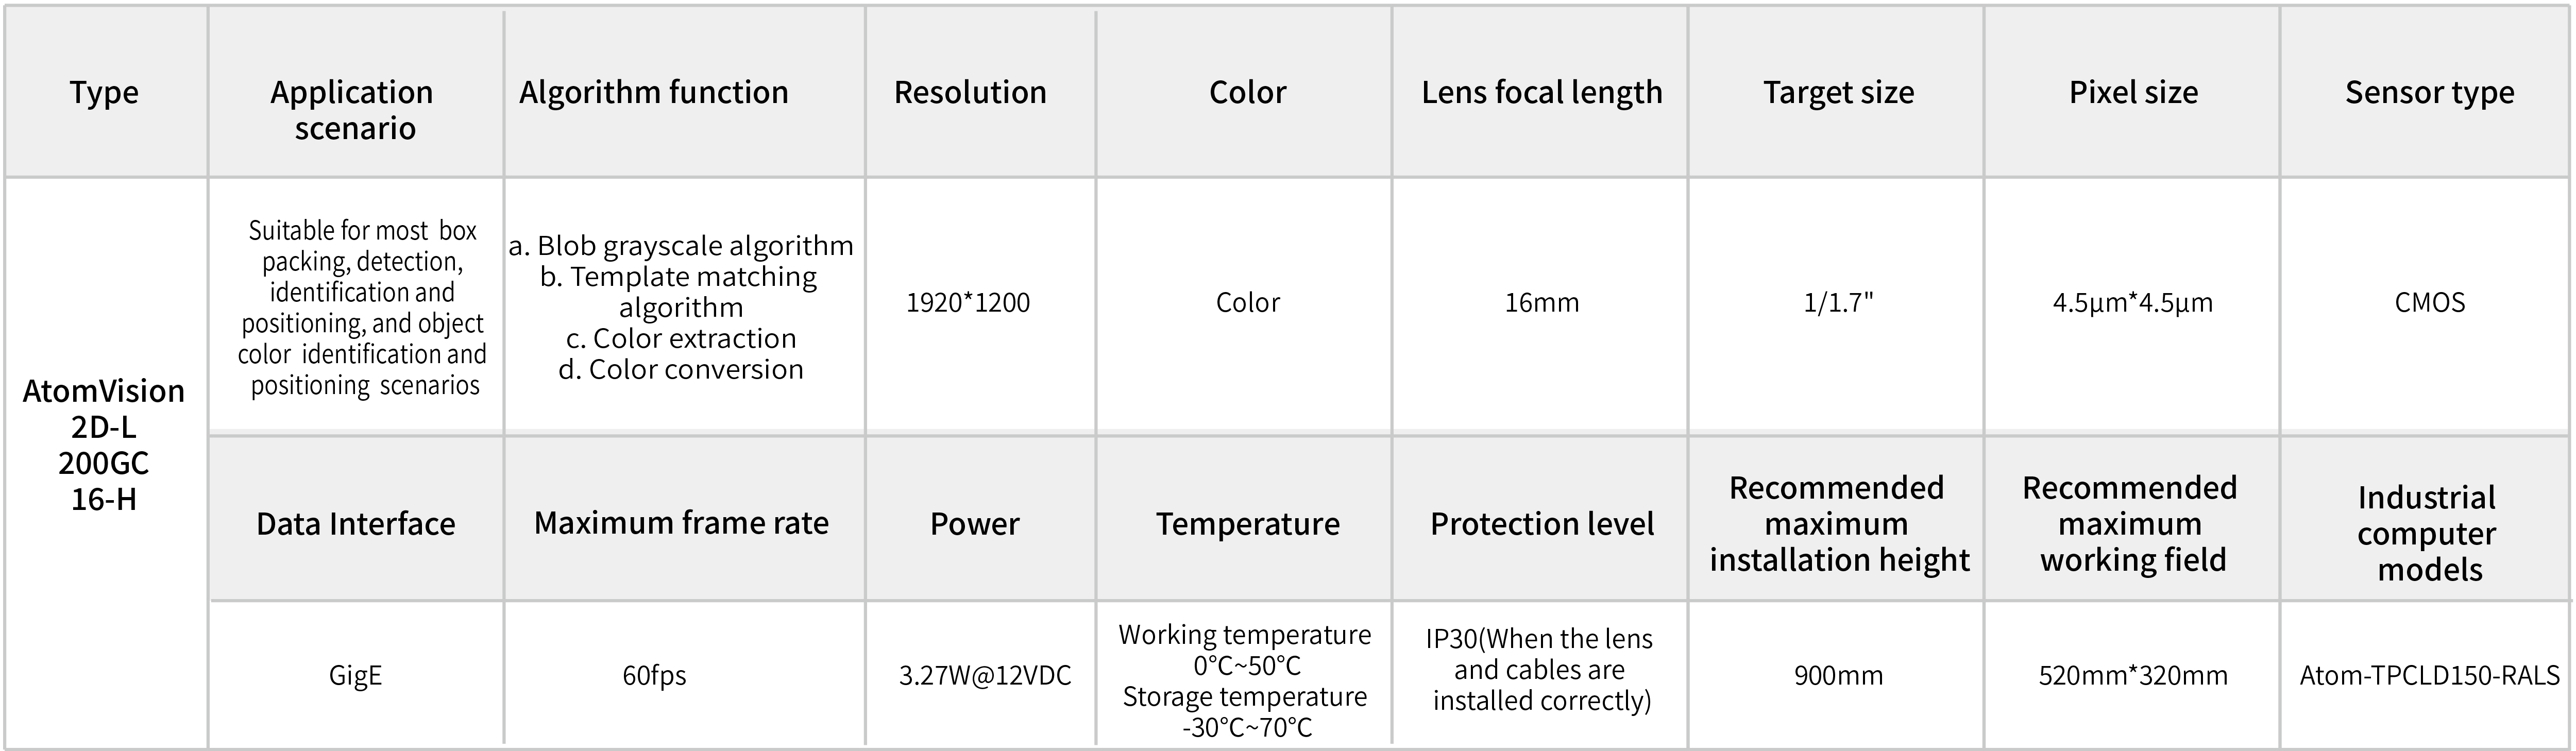 Type
Application
scenario
Algorithm function
Resolution
Color
Lens focal length
Target size
Pixel size
Sensor type
AtomVision
2D-L
200GC
16-H
Suitable for most box
packing, detection,
identification and
positioning, and object
color identification and
positioning scenarios
a. Blob grayscale algorithm
b. Template matching
algorithm
c. Color extraction
d. Color conversion
1920*1200
Color
16mm
1/1.7"
4.5μm*4.5μm
CMOS
Data Interface
Maximum frame rate
Power
Temperature
Protection level
Recommended
maximum
installation height
Recommended
maximum
working field
Industrial
computer
models
GigE
60fps
3.27W@12VDC
Working temperature
0°C~50°C
Storage temperature
-30°C~70°C
IP30(When the lens
and cables are
installed correctly)
900mm
520mm*320mm
Atom-TPCLD150-RALS